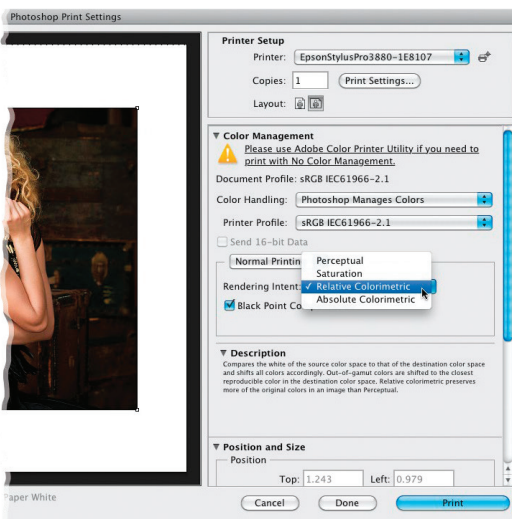 Photoshop Print Settings
Printer Setup
Printer: EpsonStylusPro3880-1E8107
Copies: 1 Print Settings...
Layout:
Color Management
Please use Adobe Color Printer Utility if you need to
print with No Color Management.
Document Profile: sRGB IEC61966-2.1
Color Handling: Photoshop Manages Colors
Printer Profile: sRGB IEC61966-2.1
Send 16-bit Data
Normal Printin
Perceptual
Saturation
Rendering Intent: ✓ Relative Colorimetric
Absolute Colorimetric
Black Point Co
Description
Compares the white of the source color space to that of the destination color space
and shifts all colors accordingly. Out-of-gamut colors are shifted to the closest
reproducible color in the destination color space. Relative colorimetric preserves
more of the original colors in an image than Perceptual.
Position and Size
Position
Top: 1.243 Left: 0.979
Paper White
Cancel Done Print